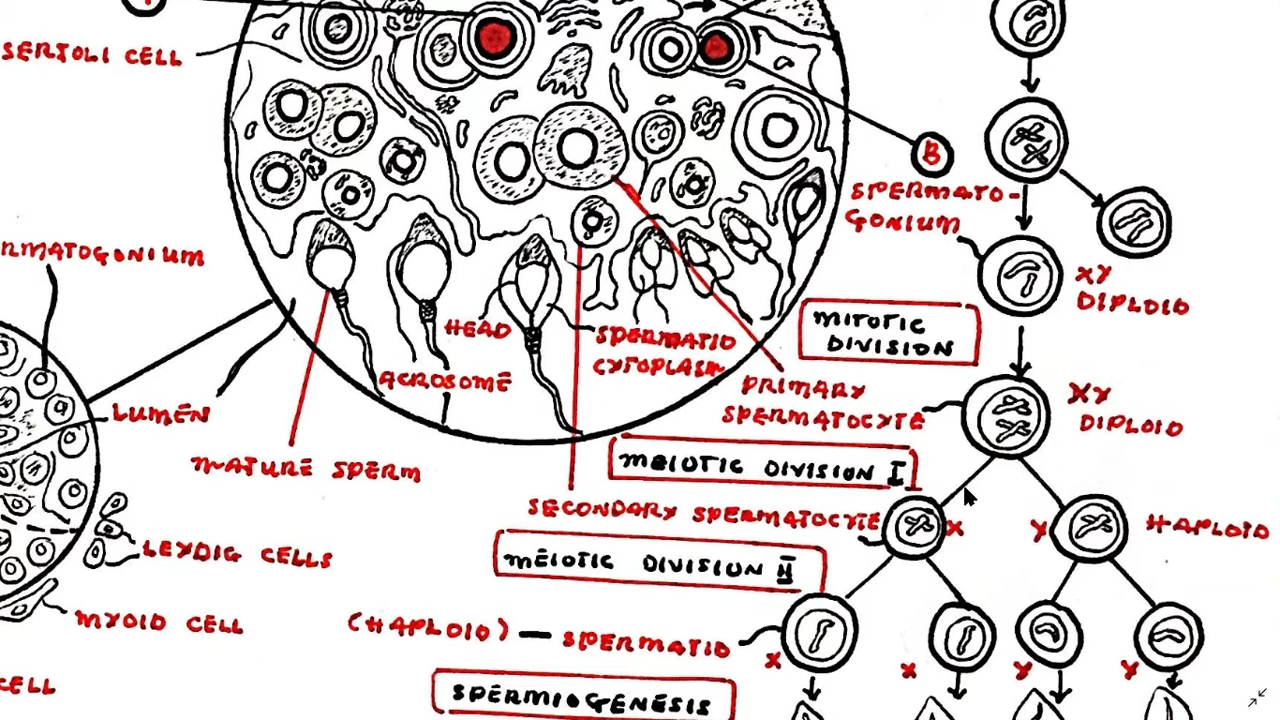 SERTOLI CELL
B
SPERMATO-
GONIUM
RMATOGONIUM
XY
DIPLOID
MITOTIC
DIVISION
HEAD
SPERMATID
CYTOPLASM
ACROSOME
PRIMARY
SPERMATOCYTE
XY
DIPLOID
LUMEN
MATURE SPERM
MEIOTIC DIVISION I
SECONDARY SPERMATOCYTE
X
Y
HAPLOID
LEYDIG CELLS
MEIOTIC DIVISION II
MYOID CELL
(HAPLOID) — SPERMATID
X
X
Y
Y
CELL
SPERMIOGENESIS